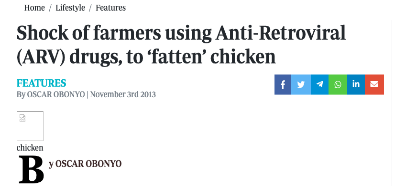 Home / Lifestyle / Features
Shock of farmers using Anti-Retroviral
(ARV) drugs, to ‘fatten’ chicken
FEATURES
By OSCAR OBONYO | November 3rd 2013
chicken
By OSCAR OBONYO